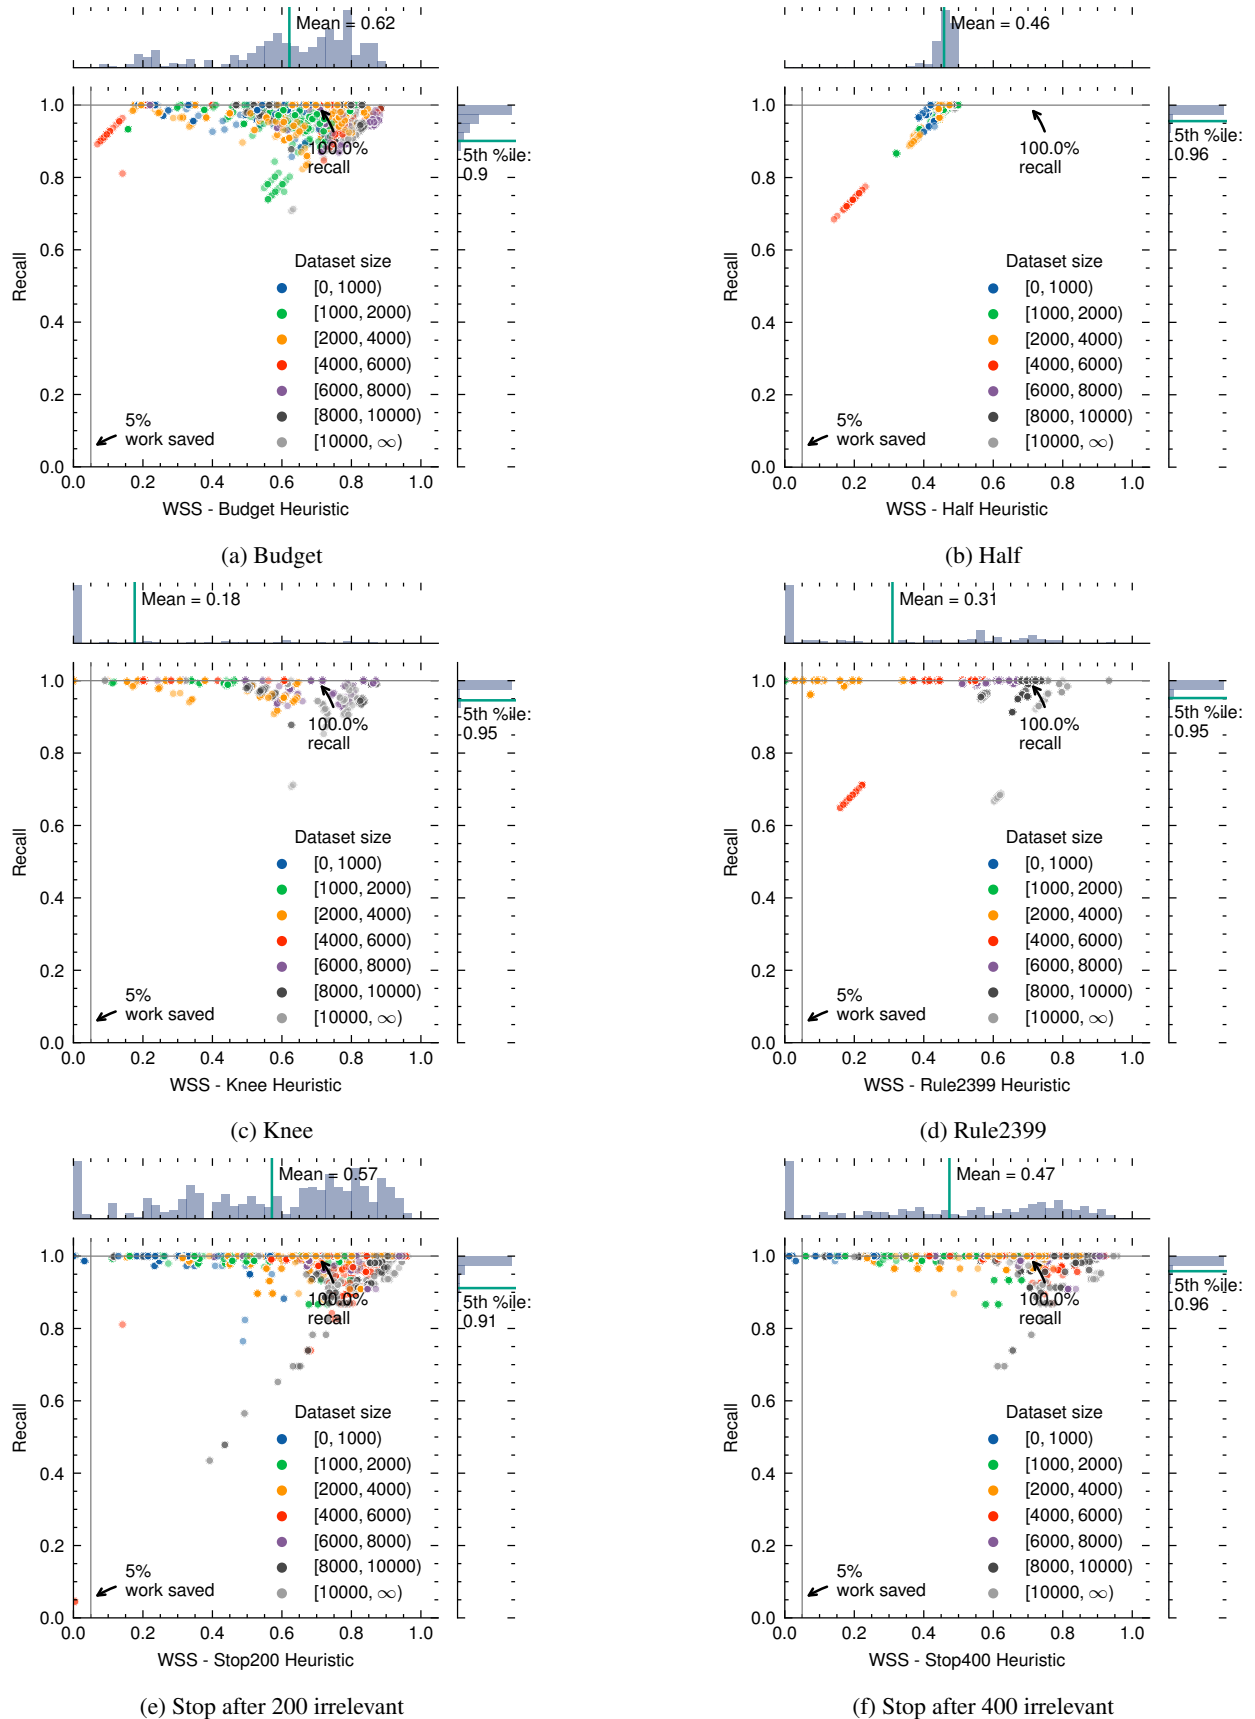 Mean = 0.62
1.0
0.8
0.6
0.4
0.2
0.0
Recall
100.0%
recall
5th %ile:
0.9
Dataset size
[0, 1000)
[1000, 2000)
[2000, 4000)
[4000, 6000)
[6000, 8000)
[8000, 10000)
[10000, ∞)
5%
work saved
0.0 0.2 0.4 0.6 0.8 1.0
WSS - Budget Heuristic
(a) Budget
Mean = 0.46
1.0
0.8
0.6
0.4
0.2
0.0
Recall
100.0%
recall
5th %ile:
0.96
Dataset size
[0, 1000)
[1000, 2000)
[2000, 4000)
[4000, 6000)
[6000, 8000)
[8000, 10000)
[10000, ∞)
5%
work saved
0.0 0.2 0.4 0.6 0.8 1.0
WSS - Half Heuristic
(b) Half
Mean = 0.18
1.0
0.8
0.6
0.4
0.2
0.0
Recall
100.0%
recall
5th %ile:
0.95
Dataset size
[0, 1000)
[1000, 2000)
[2000, 4000)
[4000, 6000)
[6000, 8000)
[8000, 10000)
[10000, ∞)
5%
work saved
0.0 0.2 0.4 0.6 0.8 1.0
WSS - Knee Heuristic
(c) Knee
Mean = 0.31
1.0
0.8
0.6
0.4
0.2
0.0
Recall
100.0%
recall
5th %ile:
0.95
Dataset size
[0, 1000)
[1000, 2000)
[2000, 4000)
[4000, 6000)
[6000, 8000)
[8000, 10000)
[10000, ∞)
5%
work saved
0.0 0.2 0.4 0.6 0.8 1.0
WSS - Rule2399 Heuristic
(d) Rule2399
Mean = 0.57
1.0
0.8
0.6
0.4
0.2
0.0
Recall
100.0%
recall
5th %ile:
0.91
Dataset size
[0, 1000)
[1000, 2000)
[2000, 4000)
[4000, 6000)
[6000, 8000)
[8000, 10000)
[10000, ∞)
5%
work saved
0.0 0.2 0.4 0.6 0.8 1.0
WSS - Stop200 Heuristic
(e) Stop after 200 irrelevant
Mean = 0.47
1.0
0.8
0.6
0.4
0.2
0.0
Recall
100.0%
recall
5th %ile:
0.96
Dataset size
[0, 1000)
[1000, 2000)
[2000, 4000)
[4000, 6000)
[6000, 8000)
[8000, 10000)
[10000, ∞)
5%
work saved
0.0 0.2 0.4 0.6 0.8 1.0
WSS - Stop400 Heuristic
(f) Stop after 400 irrelevant